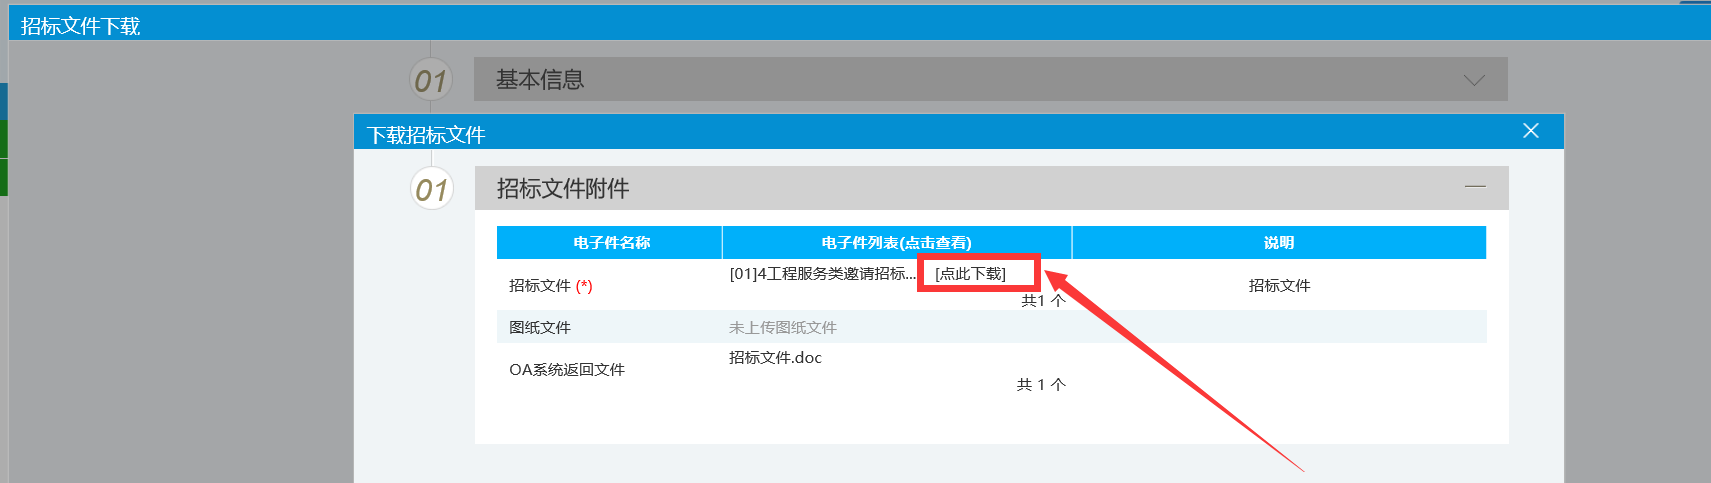 招标文件下载
01 基本信息
下载招标文件
01 招标文件附件
电子件名称 电子件列表(点击查看) 说明
[01]4工程服务类邀请招标... [点此下载]
招标文件 (*) 招标文件
共1 个
图纸文件 未上传图纸文件
招标文件.doc
OA系统返回文件
共 1 个